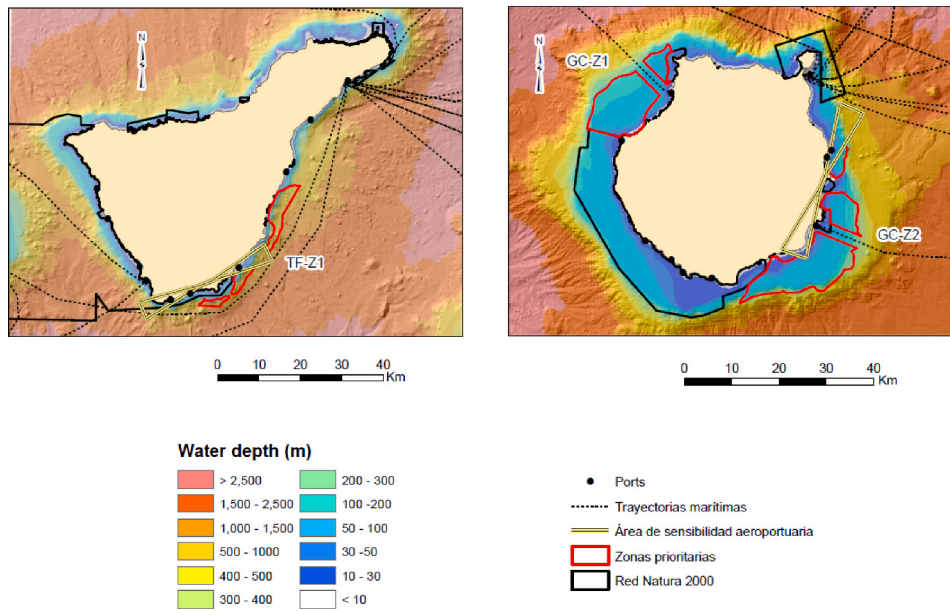 N
TF-Z1
0 10 20 30 40
Km
N
GC-Z1
GC-Z2
0 10 20 30 40
Km
Water depth (m)
> 2,500
1,500 - 2,500
1,000 - 1,500
500 - 1000
400 - 500
300 - 400
200 - 300
100 -200
50 - 100
30 -50
10 - 30
< 10
Ports
Trayectorias marítimas
Área de sensibilidad aeroportuaria
Zonas prioritarias
Red Natura 2000